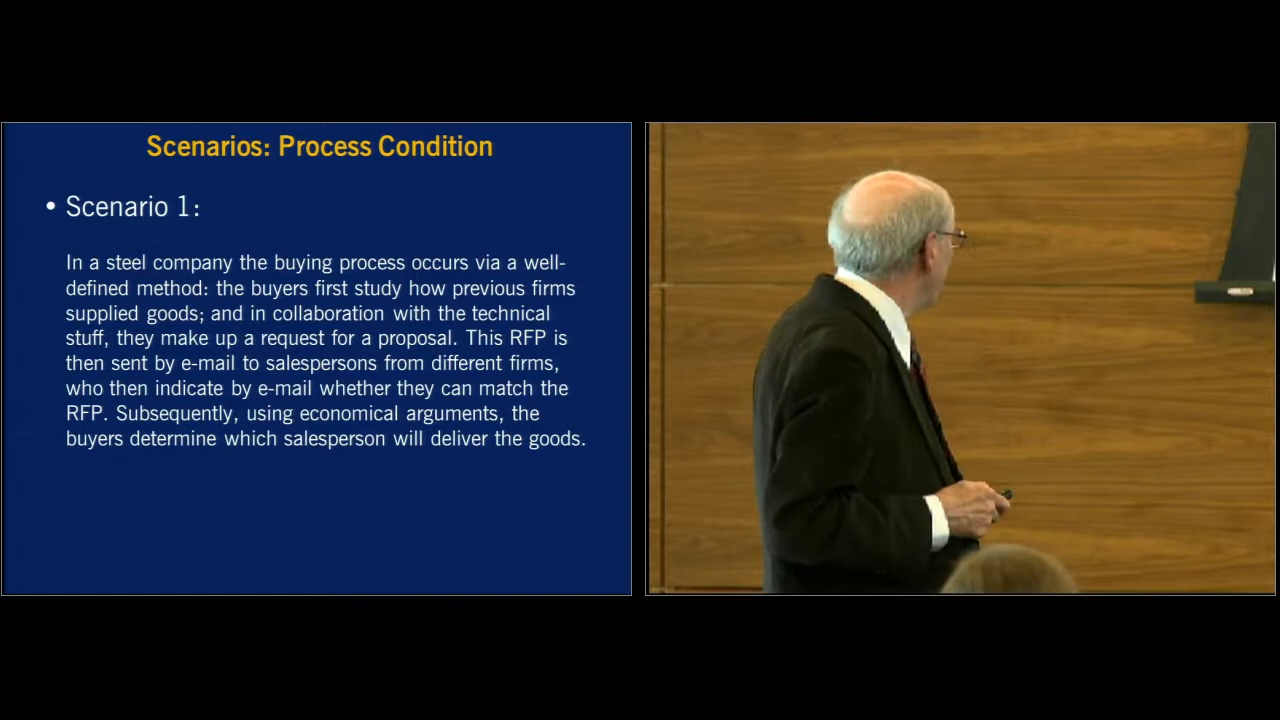 Scenarios: Process Condition
• Scenario 1:
In a steel company the buying process occurs via a well-
defined method: the buyers first study how previous firms
supplied goods; and in collaboration with the technical
stuff, they make up a request for a proposal. This RFP is
then sent by e-mail to salespersons from different firms,
who then indicate by e-mail whether they can match the
RFP. Subsequently, using economical arguments, the
buyers determine which salesperson will deliver the goods.